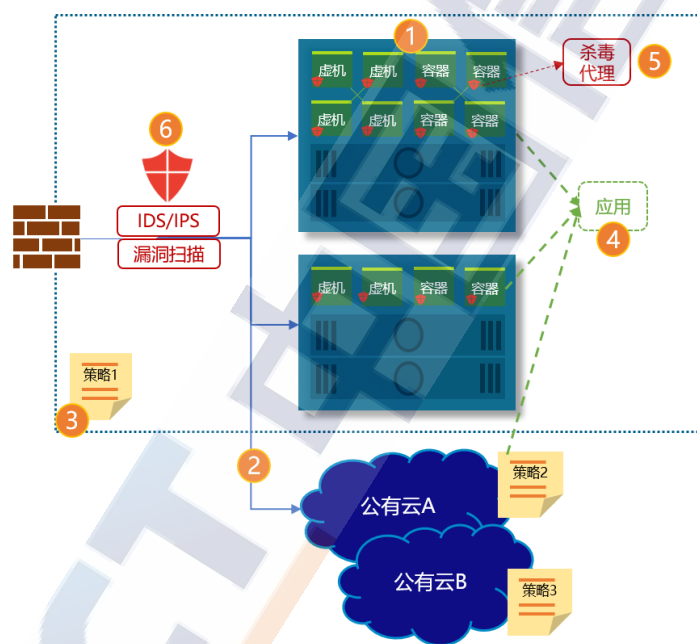 1
虚机
虚机
容器
容器
杀毒
代理
5
虚机
虚机
容器
容器
6
IDS/IPS
漏洞扫描
应用
4
虚机
虚机
容器
容器
策略1
3
2
公有云A
策略2
公有云B
策略3